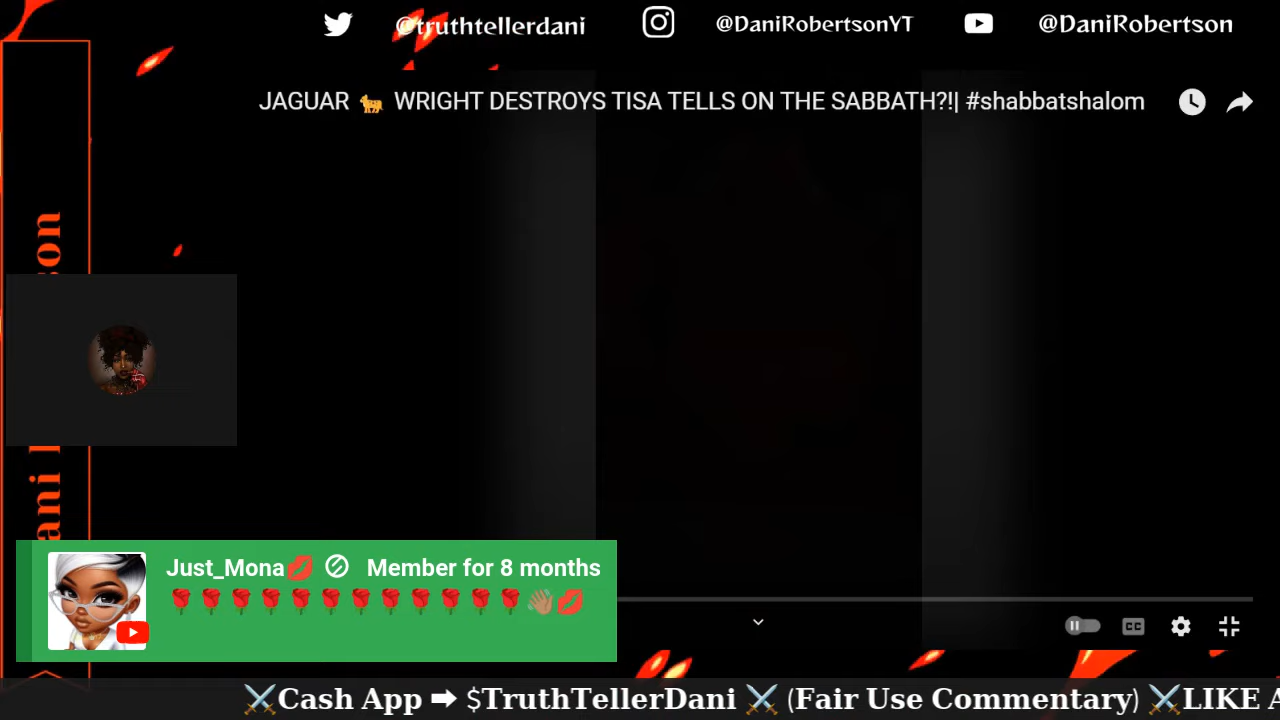 @truthtellerdani @DaniRobertsonYT @DaniRobertson
JAGUAR 🐆 WRIGHT DESTROYS TISA TELLS ON THE SABBATH?!| #shabbatshalom
Just_Mona💋 Member for 8 months
🌹🌹🌹🌹🌹🌹🌹🌹🌹🌹🌹🌹👋🏽💋
CC
⚔️Cash App ➡ $TruthTellerDani ⚔️ (Fair Use Commentary) ⚔️LIKE